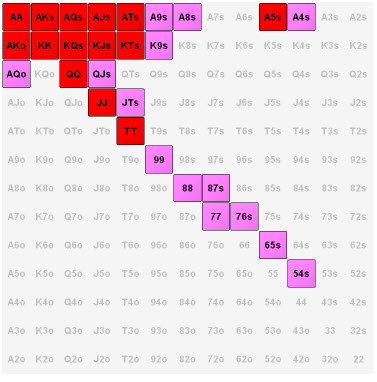 AA AKs AQs AJs ATs A9s A8s A7s A6s A5s A4s A3s A2s
AKo KK KQs KJs KTs K9s K8s K7s K6s K5s K4s K3s K2s
AQo KQo QQ QJs QTs Q9s Q8s Q7s Q6s Q5s Q4s Q3s Q2s
AJo KJo QJo JJ JTs J9s J8s J7s J6s J5s J4s J3s J2s
ATo KTo QTo JTo TT T9s T8s T7s T6s T5s T4s T3s T2s
A9o K9o Q9o J9o T9o 99 98s 97s 96s 95s 94s 93s 92s
A8o K8o Q8o J8o T8o 98o 88 87s 86s 85s 84s 83s 82s
A7o K7o Q7o J7o T7o 97o 87o 77 76s 75s 74s 73s 72s
A6o K6o Q6o J6o T6o 96o 86o 76o 66 65s 64s 63s 62s
A5o K5o Q5o J5o T5o 95o 85o 75o 65o 55 54s 53s 52s
A4o K4o Q4o J4o T4o 94o 84o 74o 64o 54o 44 43s 42s
A3o K3o Q3o J3o T3o 93o 83o 73o 63o 53o 43o 33 32s
A2o K2o Q2o J2o T2o 92o 82o 72o 62o 52o 42o 32o 22